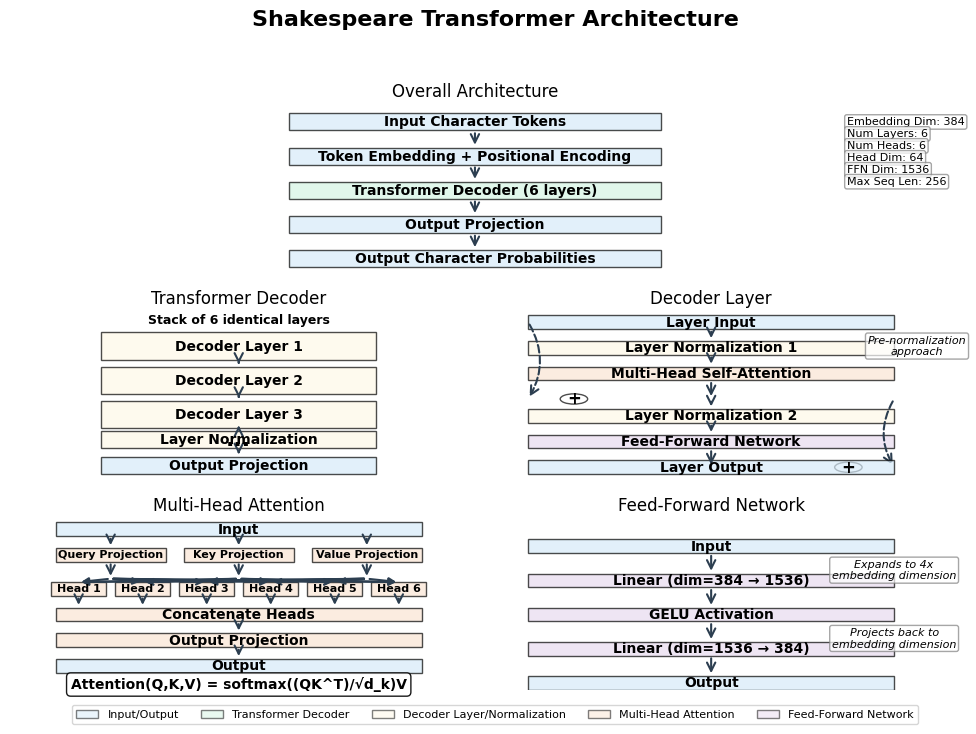 Shakespeare Transformer Architecture
Overall Architecture
Input Character Tokens
Token Embedding + Positional Encoding
Transformer Decoder (6 layers)
Output Projection
Output Character Probabilities
Embedding Dim: 384
Num Layers: 6
Num Heads: 6
Head Dim: 64
FFN Dim: 1536
Max Seq Len: 256
Transformer Decoder
Stack of 6 identical layers
Decoder Layer 1
Decoder Layer 2
Decoder Layer 3
...
Layer Normalization
Output Projection
Decoder Layer
Layer Input
Layer Normalization 1
Pre-normalization
approach
Multi-Head Self-Attention
+
Layer Normalization 2
Feed-Forward Network
Layer Output
+
Multi-Head Attention
Input
Query Projection
Key Projection
Value Projection
Head 1
Head 2
Head 3
Head 4
Head 5
Head 6
Concatenate Heads
Output Projection
Output
Attention(Q,K,V) = softmax((QK^T)/√d_k)V
Feed-Forward Network
Input
Expands to 4x
embedding dimension
Linear (dim=384 → 1536)
GELU Activation
Projects back to
embedding dimension
Linear (dim=1536 → 384)
Output
Input/Output
Transformer Decoder
Decoder Layer/Normalization
Multi-Head Attention
Feed-Forward Network